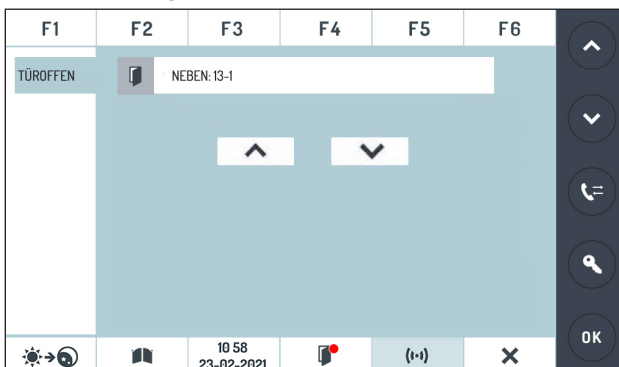 F1 F2 F3 F4 F5 F6
TÜROFFEN NEBEN: 13-1
OK
10 58
23-02-2021